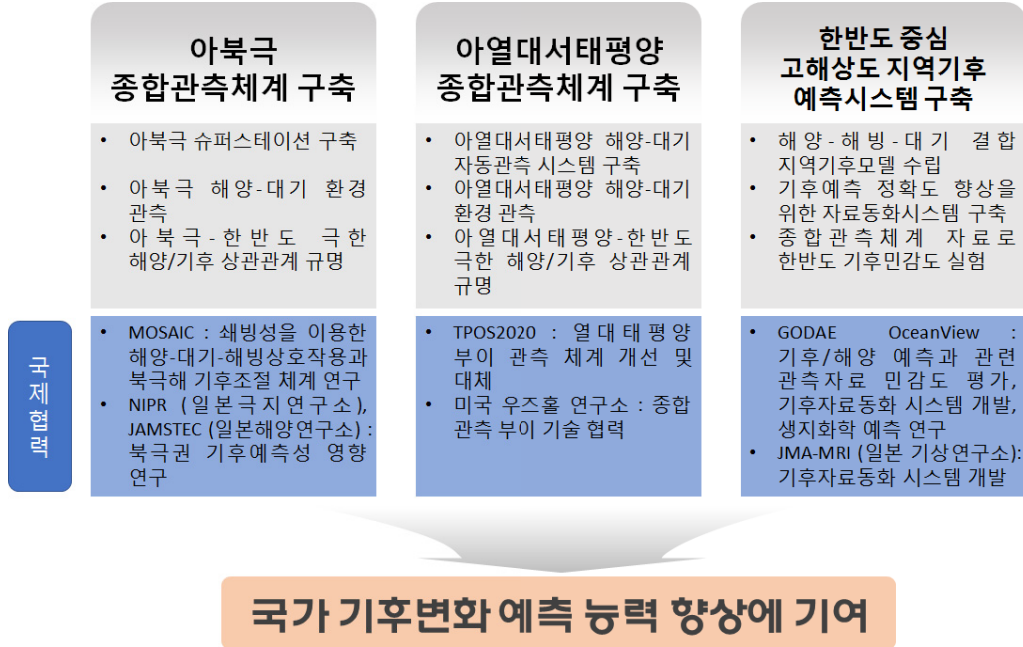 아북극
종합관측체계 구축
• 아북극 슈퍼스테이션 구축
• 아북극 해양-대기 환경
관측
• 아북극-한반도 극한
해양/기후 상관관계 규명
아열대서태평양
종합관측체계 구축
• 아열대서태평양 해양-대기
자동관측 시스템 구축
• 아열대서태평양 해양-대기
환경 관측
• 아열대서태평양-한반도
극한 해양/기후 상관관계
규명
한반도 중심
고해상도 지역기후
예측시스템 구축
• 해양-해빙-대기 결합
지역기후모델 수립
• 기후예측 정확도 향상을
위한 자료동화시스템 구축
• 종합관측체계 자료로
한반도 기후민감도 실험
국
제
협
력
• MOSAIC : 쇄빙성을 이용한
해양-대기-해빙상호작용과
북극해 기후조절 체계 연구
• NIPR (일본극지연구소),
JAMSTEC (일본해양연구소) :
북극권 기후예측성 영향
연구
• TPOS2020 : 열대태평양
부이 관측 체계 개선 및
대체
• 미국 우즈홀 연구소 : 종합
관측 부이 기술 협력
• GODAE OceanView :
기후/해양 예측과 관련
관측자료 민감도 평가,
기후자료동화 시스템 개발,
생지화학 예측 연구
• JMA-MRI (일본 기상연구소):
기후자료동화 시스템 개발
국가 기후변화 예측 능력 향상에 기여